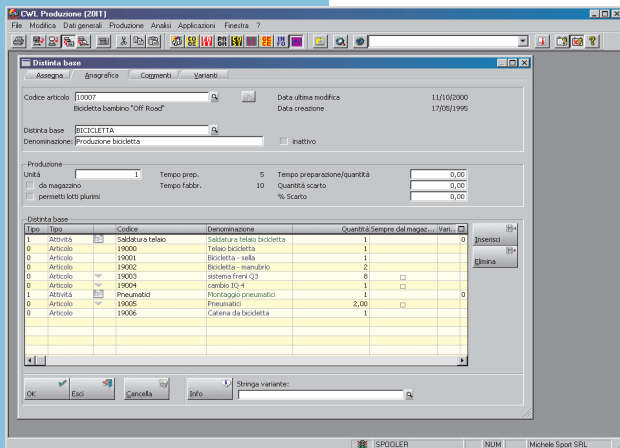 CWL Produzione (20IT)
File Modifica Dati generali Produzione Analisi Applicazioni Finestra ?
Distinta base
Assegna Anagrafica Commenti Varianti
Codice articolo 10007 Data ultima modifica 11/10/2000
Bicicletta bambino "Off Road" Data creazione 17/05/1995
Distinta base BICICLETTA
Denominazione: Produzione bicicletta inattivo
Produzione
Unità 1 Tempo prep. 5 Tempo preparazione/quantità 0,00
da magazzino Tempo fabbr. 10 Quantità scarto 0,00
permetti lotti plurimi % Scarto 0,00
Distinta base
Tipo Tipo Codice Denominazione Quantità Sempre dal magaz... Vari..
1 Attività Saldatura telaio Saldatura telaio bicicletta 1 0
Inserisci
0 Articolo 19000 Telaio bicicletta 1
0 Articolo 19001 Bicicletta - sella 1
Elimina
0 Articolo 19002 Bicicletta - manubrio 2
0 Articolo 19003 sistema freni Q3 8
0 Articolo 19004 cambio IQ 4 1
1 Attività Pneumatici Montaggio pneumatici 1 0
0 Articolo 19005 Pneumatici 2,00
0 Articolo 19006 Catena da bicicletta 1
OK Esci Cancella Info Stringa variante:
SPOOLER NUM Michele Sport SRL